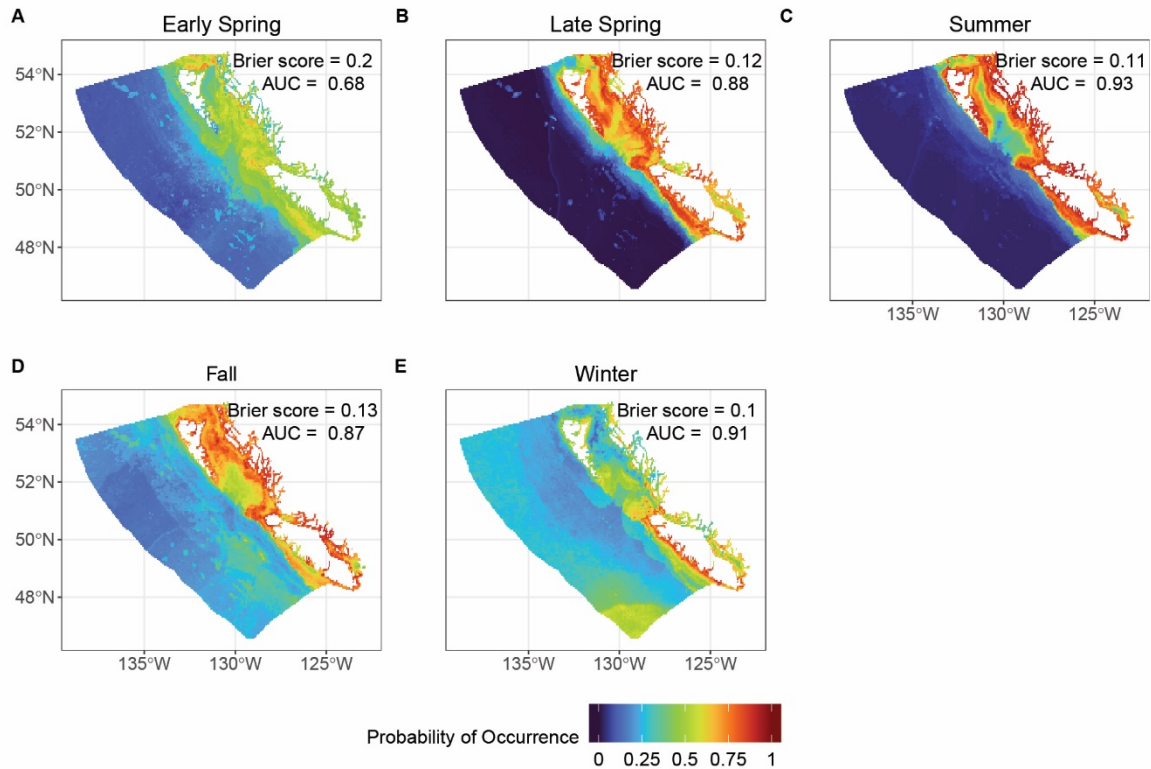 A Early Spring
Brier score = 0.2
AUC = 0.68
54°N
52°N
50°N
48°N
B Late Spring
Brier score = 0.12
AUC = 0.88
C Summer
Brier score = 0.11
AUC = 0.93
135°W 130°W 125°W
D Fall
Brier score = 0.13
AUC = 0.87
54°N
52°N
50°N
48°N
135°W 130°W 125°W
E Winter
Brier score = 0.1
AUC = 0.91
135°W 130°W 125°W
Probability of Occurrence
0 0.25 0.5 0.75 1